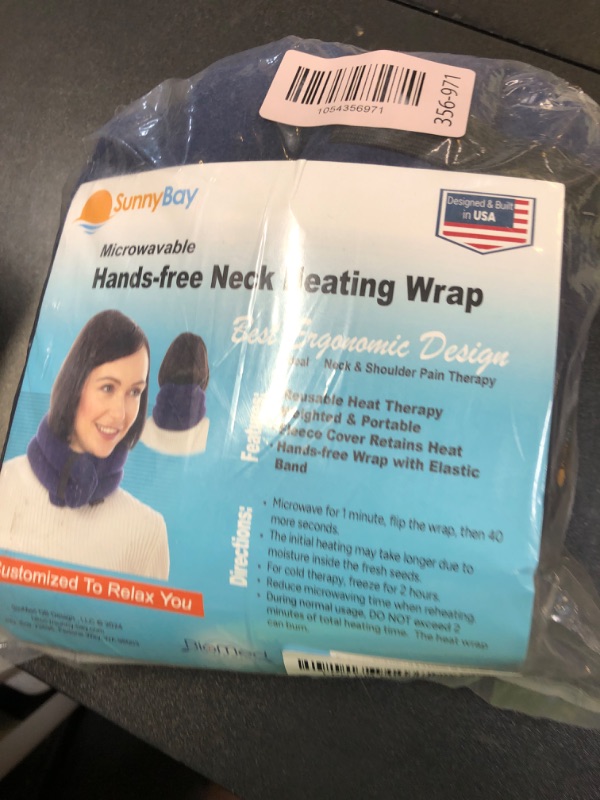 1054356971
356-971
SunnyBay
Designed & Built
in USA
Microwavable
Hands-free Neck Heating Wrap
Best Ergonomic Design
Neck & Shoulder Pain Therapy
Features:
Reusable Heat Therapy
Weighted & Portable
Fleece Cover Retains Heat
Hands-free Wrap with Elastic
Band
Directions:
• Microwave for 1 minute, flip the wrap, then 40
more seconds.
• The initial heating may take longer due to
moisture inside the fresh seeds.
• For cold therapy, freeze for 2 hours.
• Reduce microwaving time when reheating.
• During normal usage, DO NOT exceed 2
minutes of total heating time. The heat wrap
can burn.
Customized To Relax You
Design, LLC © 2024